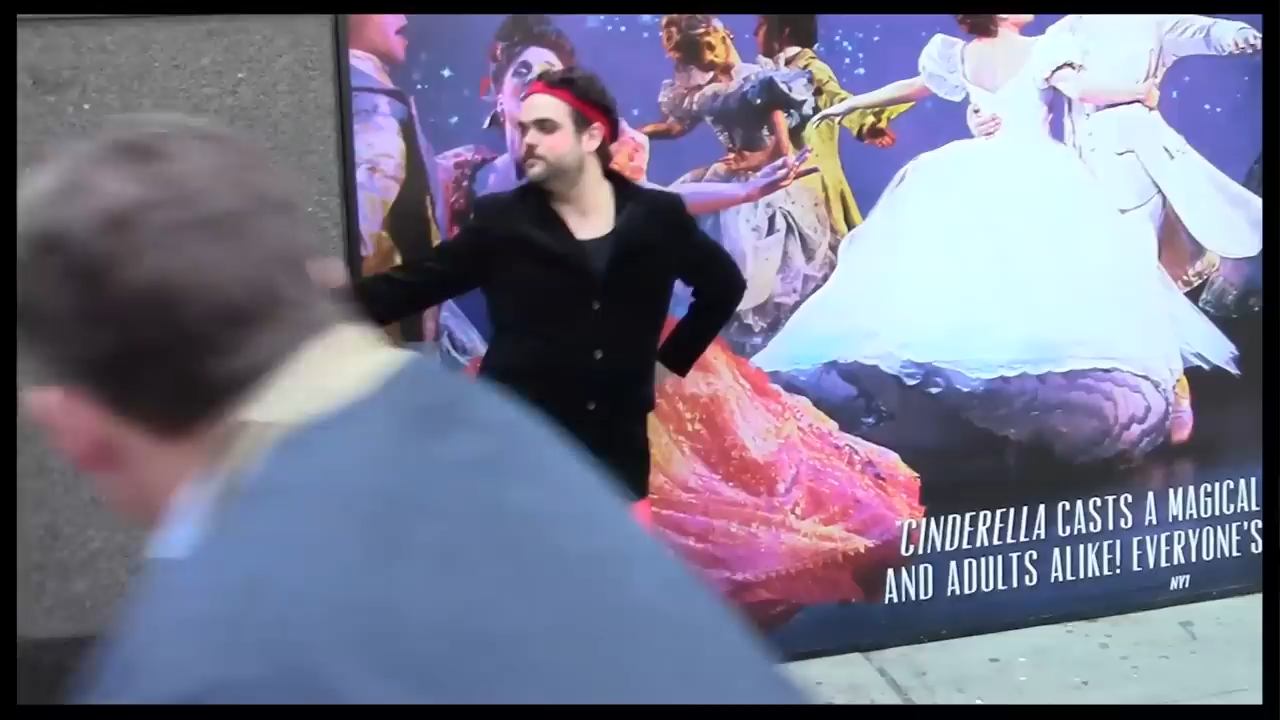 "CINDERELLA CASTS A MAGICAL
AND ADULTS ALIKE! EVERYONE'S
NY1